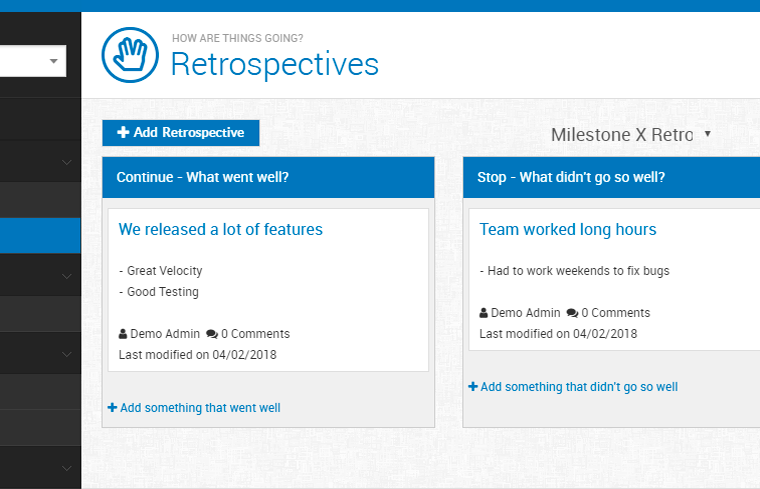 HOW ARE THINGS GOING?
Retrospectives
Add Retrospective
Milestone X Retro
Continue - What went well?
We released a lot of features
- Great Velocity
- Good Testing
Demo Admin 0 Comments
Last modified on 04/02/2018
Add something that went well
Stop - What didn't go so well?
Team worked long hours
- Had to work weekends to fix bugs
Demo Admin 0 Comments
Last modified on 04/02/2018
Add something that didn't go so well